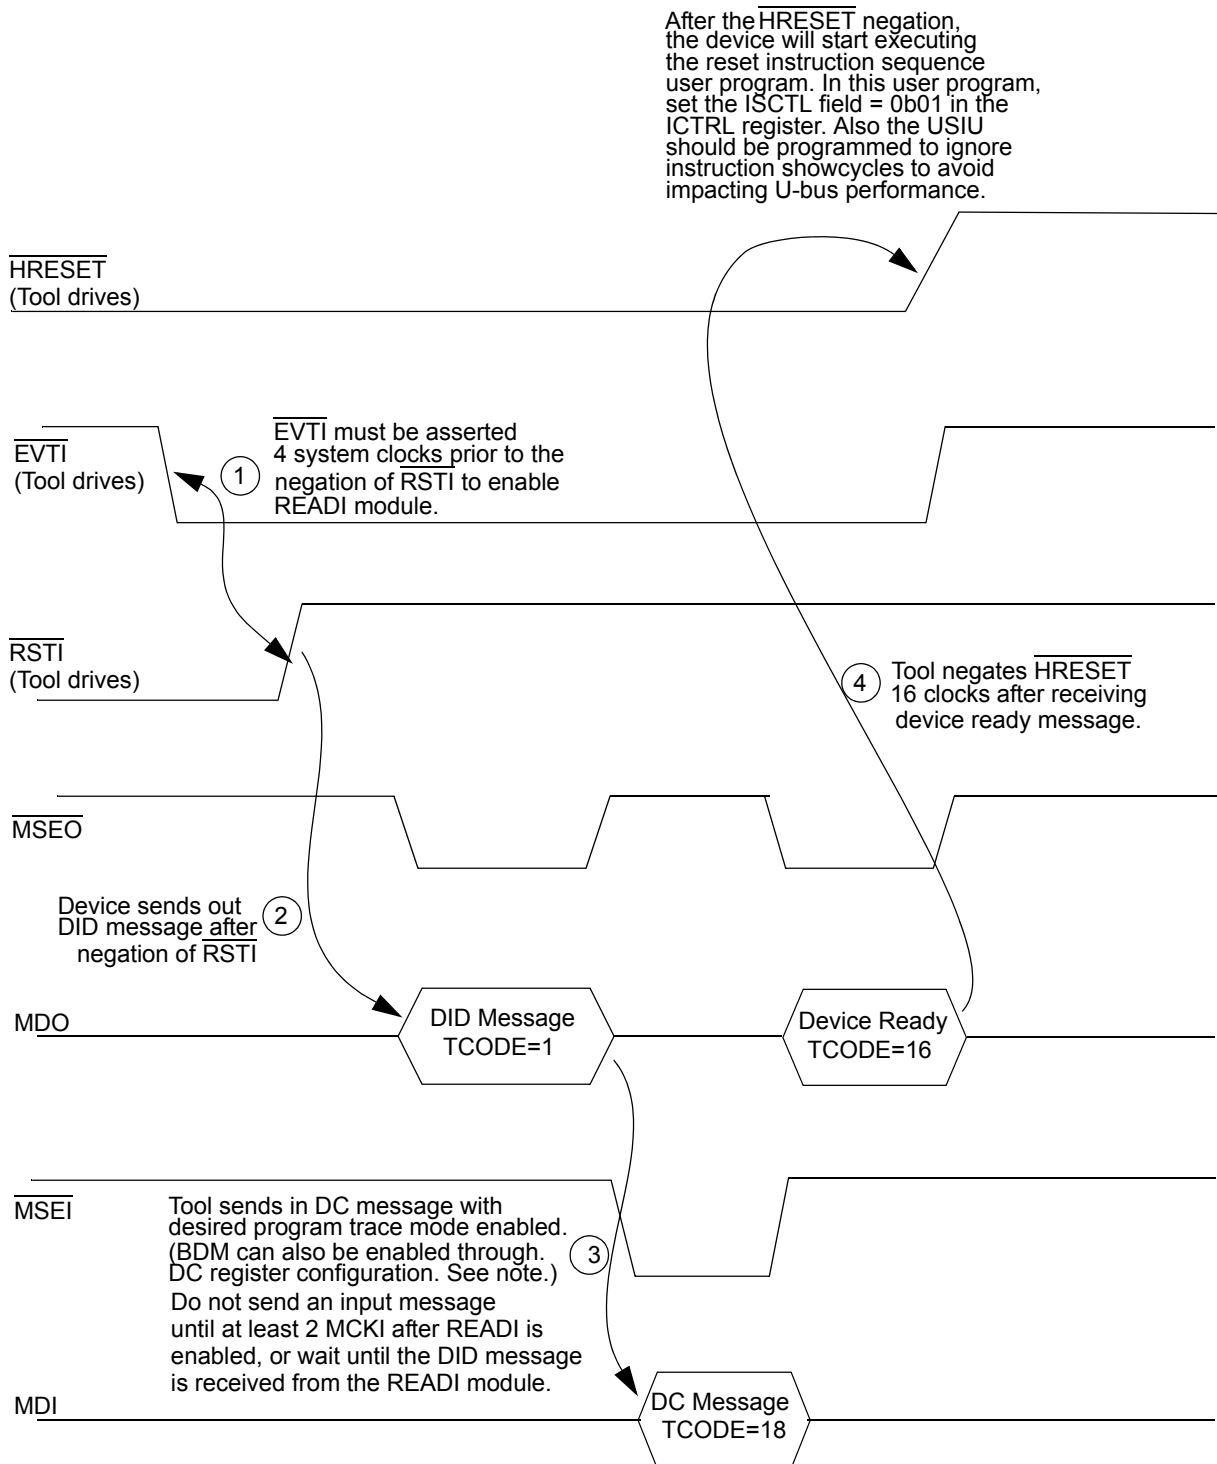 After the HRESET negation,
the device will start executing
the reset instruction sequence
user program. In this user program,
set the ISCTL field = 0b01 in the
ICTRL register. Also the USIU
should be programmed to ignore
instruction showcycles to avoid
impacting U-bus performance.
HRESET
(Tool drives)
EVTI
(Tool drives)
1
EVTI must be asserted
4 system clocks prior to the
negation of RSTI to enable
READI module.
RSTI
(Tool drives)
4
Tool negates HRESET
16 clocks after receiving
device ready message.
MSEO
Device sends out
DID message after
negation of RSTI
2
MDO
DID Message
TCODE=1
Device Ready
TCODE=16
MSEI
Tool sends in DC message with
desired program trace mode enabled.
(BDM can also be enabled through.
DC register configuration. See note.)
3
Do not send an input message
until at least 2 MCKI after READI is
enabled, or wait until the DID message
is received from the READI module.
MDI
DC Message
TCODE=18